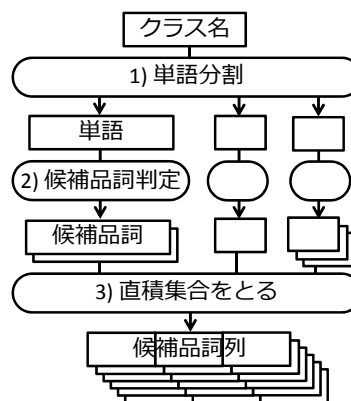 クラス名
1) 単語分割
単語
2) 候補品詞判定
候補品詞
3) 直積集合をとる
候補品詞列